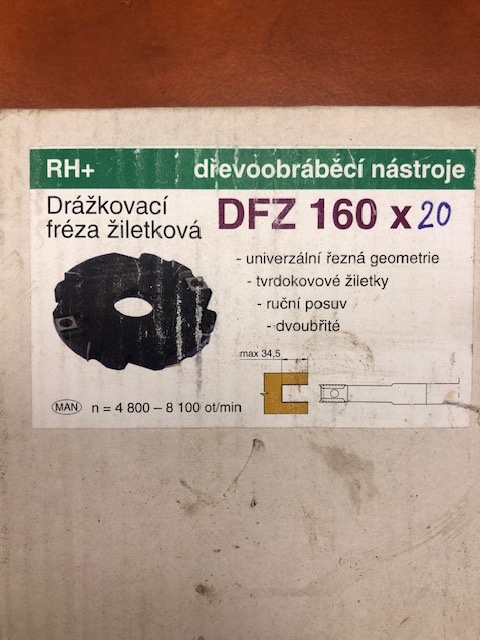 RH+ dřevoobráběcí nástroje
Drážkovací
fréza žiletková
DFZ 160 x 20
- univerzální řezná geometrie
- tvrdokovové žiletky
- ruční posuv
- dvoubřité
max 34,5
MAN n = 4 800 – 8 100 ot/min